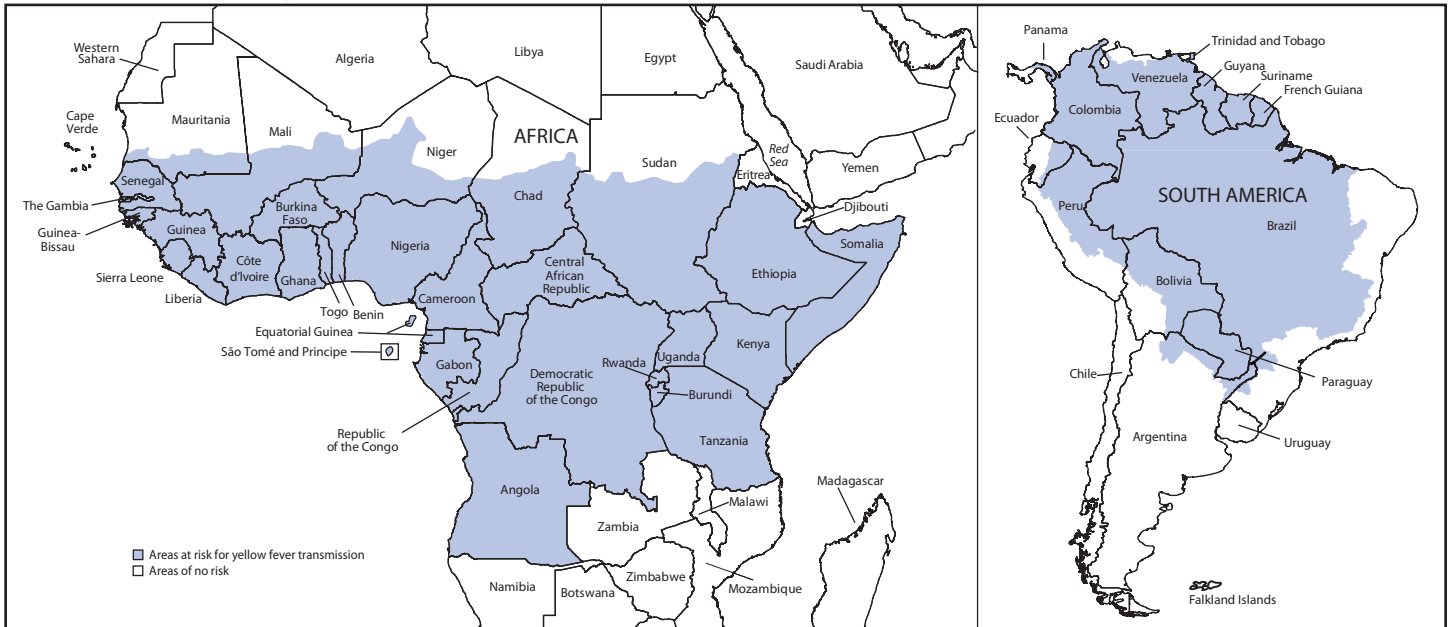 Western
Sahara
Algeria
Libya
Egypt
Saudi Arabia
Cape
Verde
Mauritania
Mali
Niger
AFRICA
Chad
Sudan
Red
Sea
Eritrea
Yemen
Djibouti
Senegal
The Gambia
Guinea-
Bissau
Guinea
Sierra Leone
Liberia
Côte
d'Ivoire
Burkina
Faso
Ghana
Togo
Benin
Nigeria
Cameroon
Central
African
Republic
Ethiopia
Somalia
Equatorial Guinea
São Tomé and Principe
Gabon
Republic
of the Congo
Democratic
Republic
of the Congo
Rwanda
Uganda
Kenya
Burundi
Tanzania
Angola
Zambia
Malawi
Madagascar
Namibia
Botswana
Zimbabwe
Mozambique
Areas at risk for yellow fever transmission
Areas of no risk
Panama
Trinidad and Tobago
Venezuela
Guyana
Suriname
French Guiana
Colombia
Ecuador
SOUTH AMERICA
Peru
Brazil
Bolivia
Chile
Paraguay
Argentina
Uruguay
Falkland Islands